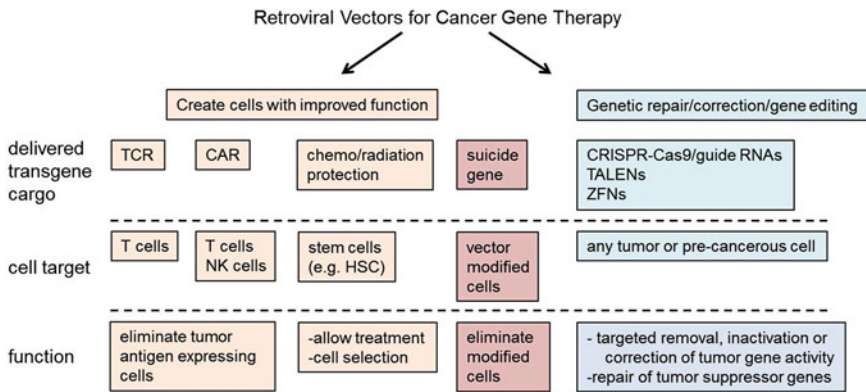 Retroviral Vectors for Cancer Gene Therapy
Create cells with improved function
Genetic repair/correction/gene editing
delivered
transgene
cargo
TCR
CAR
chemo/radiation
protection
suicide
gene
CRISPR-Cas9/guide RNAs
TALENs
ZFNs
cell target
T cells
T cells
NK cells
stem cells
(e.g. HSC)
vector
modified
cells
any tumor or pre-cancerous cell
function
eliminate tumor
antigen expressing
cells
-allow treatment
-cell selection
eliminate
modified
cells
- targeted removal, inactivation or
correction of tumor gene activity
-repair of tumor suppressor genes